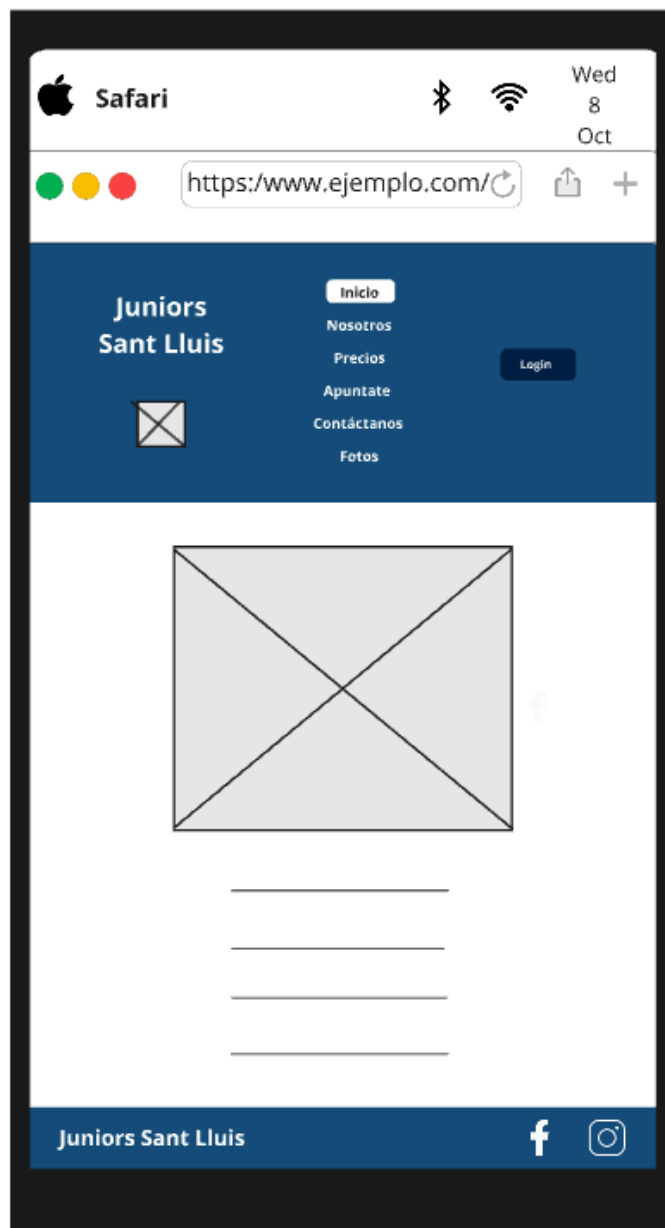 Safari
Wed
8
Oct
https:/www.ejemplo.com/
Juniors
Sant Lluis
Inicio
Nosotros
Precios
Apuntate
Contáctanos
Fotos
Login
Juniors Sant Lluis